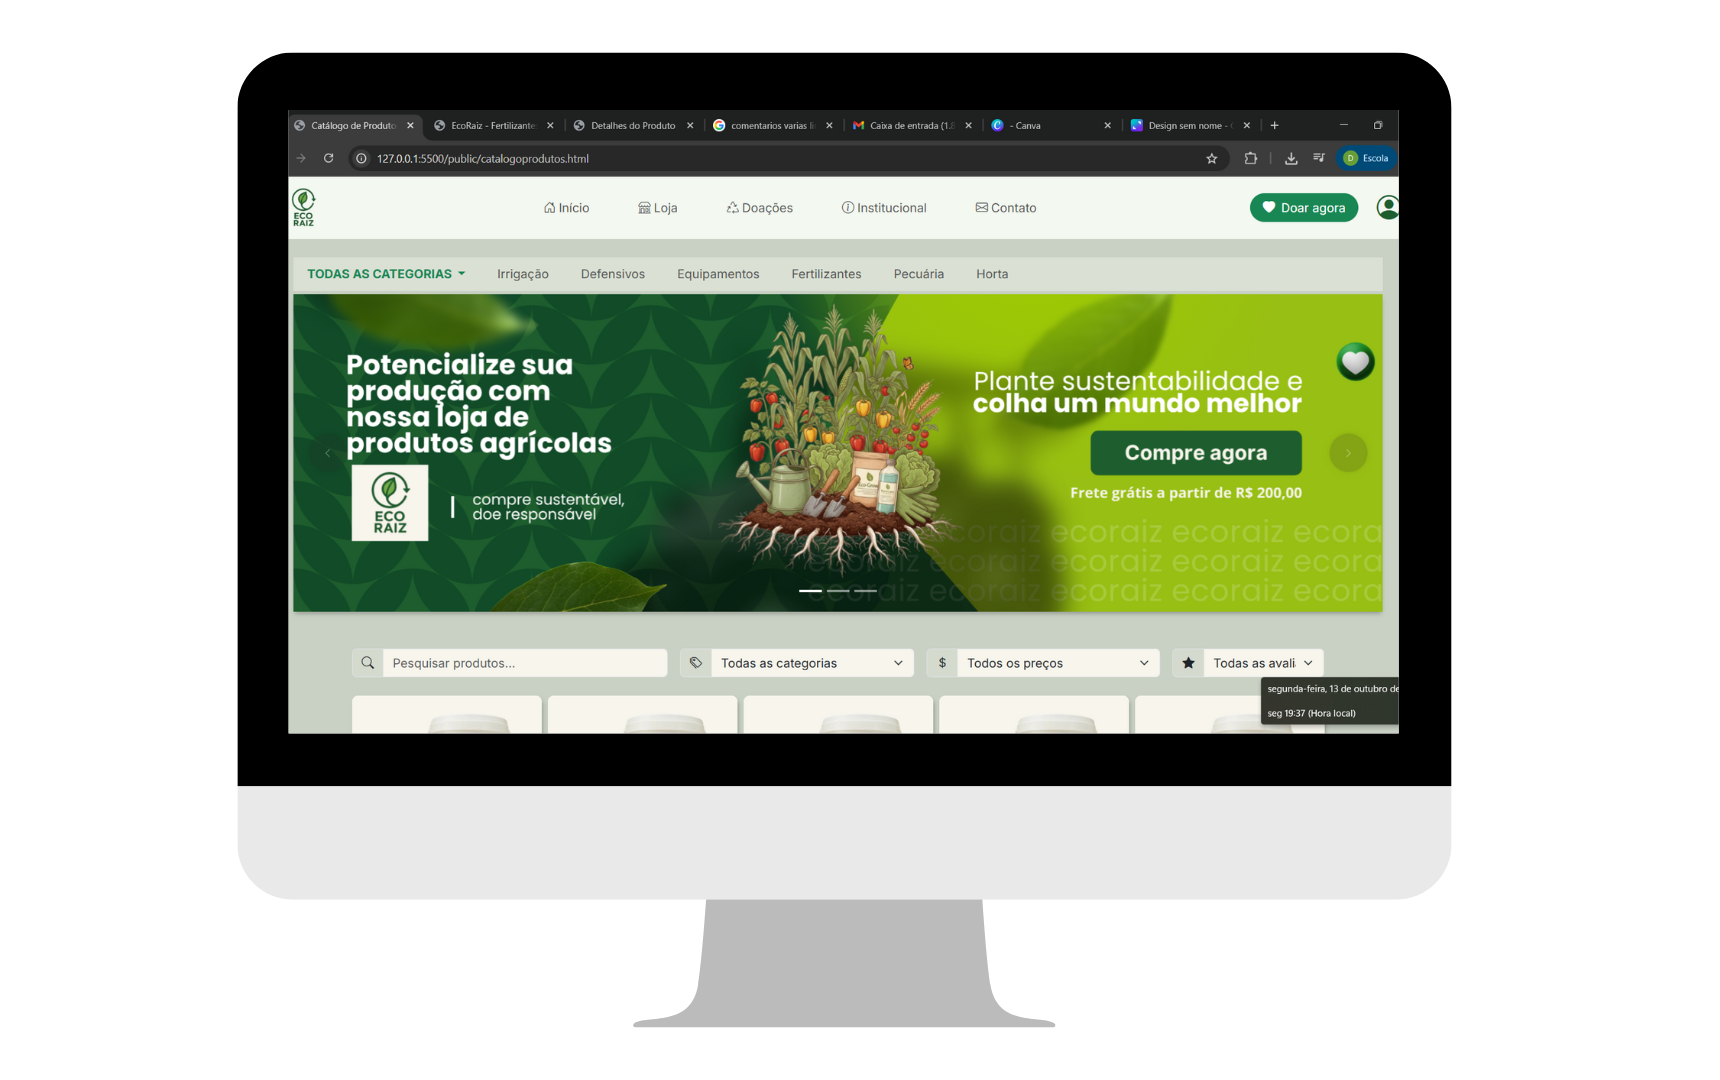 Catálogo de Produto
EcoRaiz - Fertilizante
Detalhes do Produto
comentarios varias li
Caixa de entrada (1.8
- Canva
Design sem nome -
127.0.0.1:5500/public/catalogoprodutos.html
D
Escola
ECO
RAIZ
Início
Loja
Doações
Institucional
Contato
Doar agora
TODAS AS CATEGORIAS
Irrigação
Defensivos
Equipamentos
Fertilizantes
Pecuária
Horta
Potencialize sua
produção com
nossa loja de
produtos agrícolas
ECO
RAIZ
compre sustentável,
doe responsável
Plante sustentabilidade e
colha um mundo melhor
Compre agora
Frete grátis a partir de R$ 200,00
ecoraiz ecoraiz ecora
ecoraiz ecoraiz ecoraiz ecora
ecoraiz ecoraiz ecoraiz ecoraiz ecora
Pesquisar produtos...
Todas as categorias
$
Todos os preços
Todas as avali
segunda-feira, 13 de outubro de
seg 19:37 (Hora local)